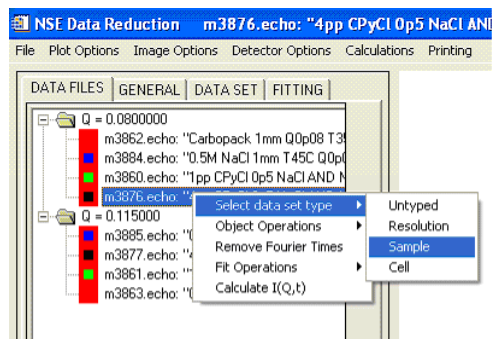 NSE Data Reduction m3876.echo: "4pp CPyCl 0p5 NaCl AND
File Plot Options Image Options Detector Options Calculations Printing
DATA FILES GENERAL DATA SET FITTING
Q = 0.0800000
m3862.echo: "Carbopack 1mm Q0p08 T3
m3884.echo: "0.5M NaCl 1mm T45C Q0p
m3860.echo: "1pp CPyCl 0p5 NaCl AND N
m3876.echo:
Select data set type
Object Operations
Remove Fourier Times
Fit Operations
Calculate I(Q,t)
Untyped
Resolution
Sample
Cell
Q = 0.115000
m3885.echo:
m3877.echo:
m3861.echo:
m3863.echo: